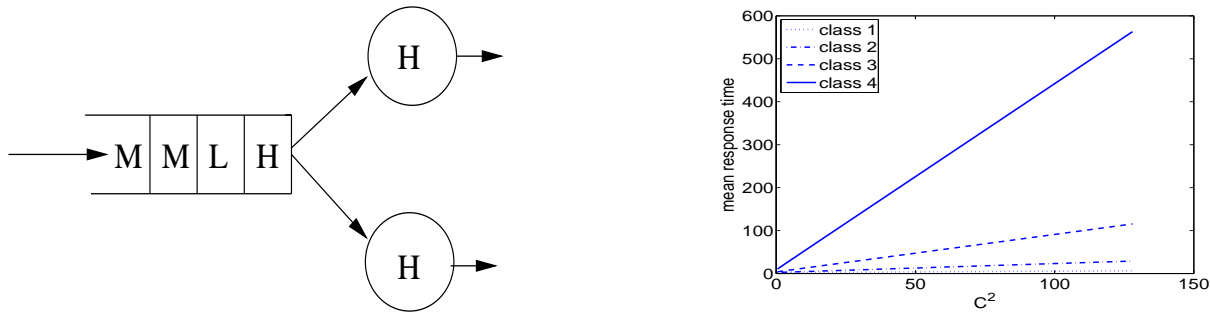 H
M M L H
H
600
500
400
300
200
100
0
class 1
class 2
class 3
class 4
mean response time
0 50 100 150
C²